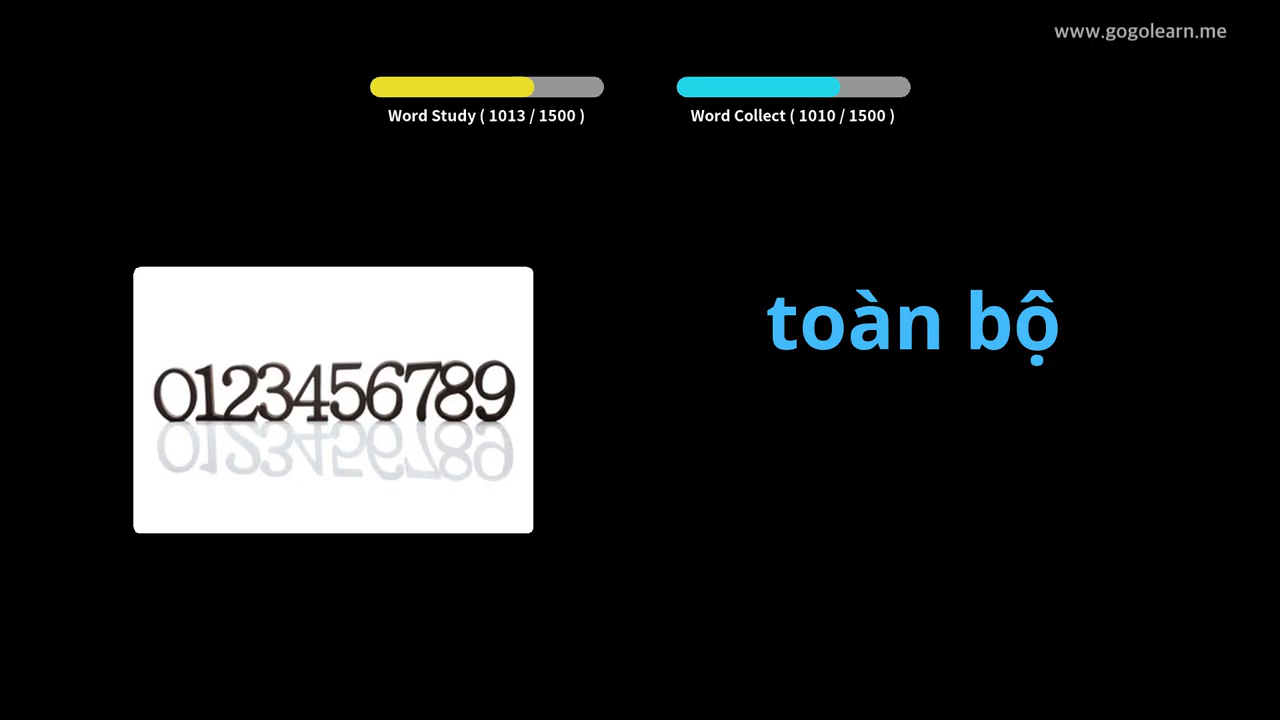 www.gogolearn.me
Word Study ( 1013 / 1500 )
Word Collect ( 1010 / 1500 )
toàn bộ
0123456789